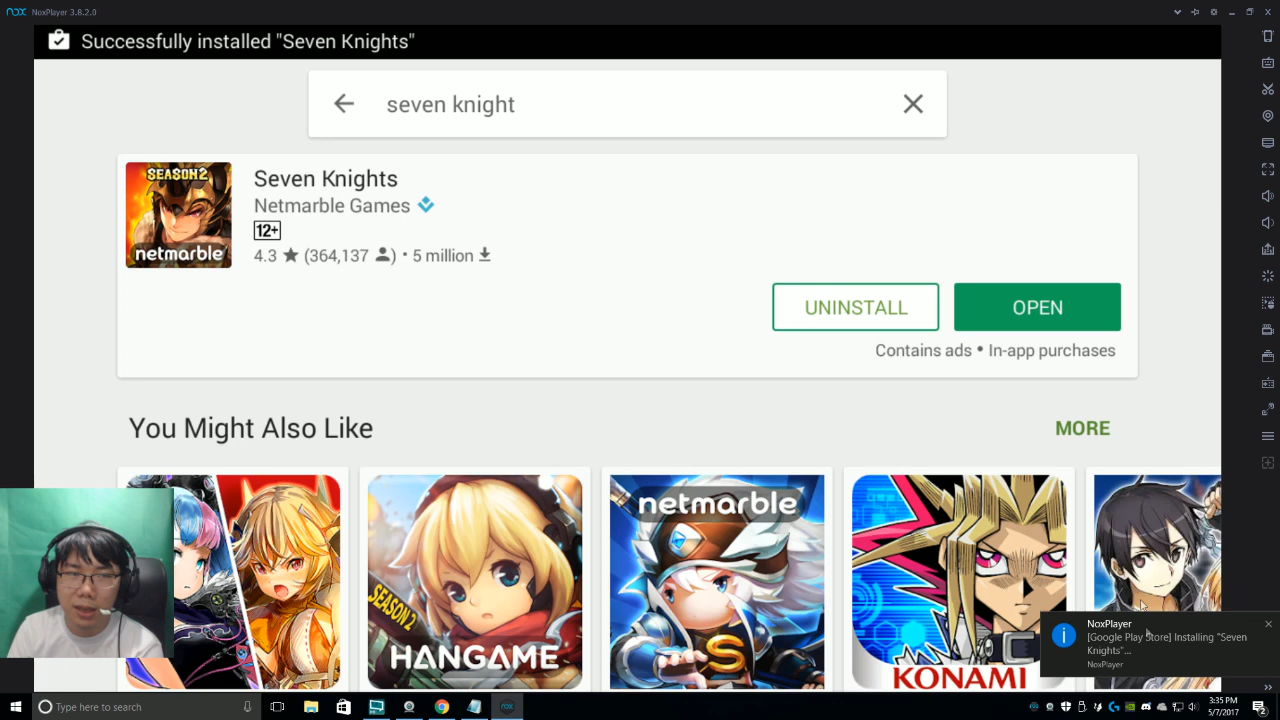 nox NoxPlayer 3.8.2.0
Successfully installed "Seven Knights"
seven knight
SEASON2
netmarble
Seven Knights
Netmarble Games
12+
4.3 ★ (364,137 ) • 5 million
UNINSTALL
OPEN
Contains ads • In-app purchases
You Might Also Like
MORE
SEASON 2
HANGAME
netmarble
S
KONAMI
NoxPlayer
[Google Play Store] Installing "Seven
Knights"...
NoxPlayer
Type here to search
nox
3:35 PM
5/7/2017
2